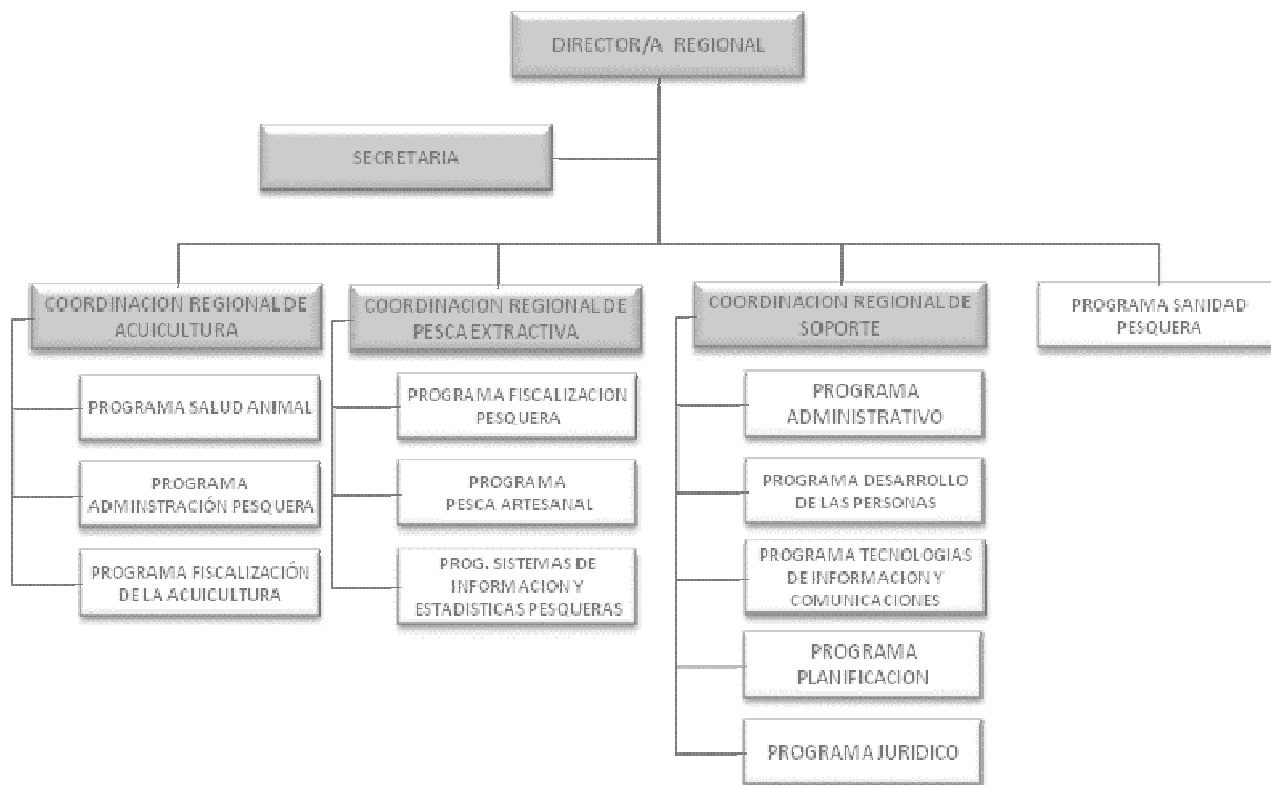 DIRECTOR/A REGIONAL
SECRETARIA
COORDINACION REGIONAL DE
ACUICULTURA
PROGRAMA SALUD ANIMAL
PROGRAMA
ADMINSTRACIÓN PESQUERA
PROGRAMA FISCALIZACIÓN
DE LA ACUICULTURA
COORDINACION REGIONAL DE
PESCA EXTRACTIVA
PROGRAMA FISCALIZACION
PESQUERA
PROGRAMA
PESCA ARTESANAL
PROG. SISTEMAS DE
INFORMACION Y
ESTADISTICAS PESQUERAS
COORDINACION REGIONAL DE
SOPORTE
PROGRAMA
ADMINISTRATIVO
PROGRAMA DESARROLLO
DE LAS PERSONAS
PROGRAMA TECNOLOGIAS
DE INFORMACION Y
COMUNICACIONES
PROGRAMA
PLANIFICACION
PROGRAMA JURIDICO
PROGRAMA SANIDAD
PESQUERA